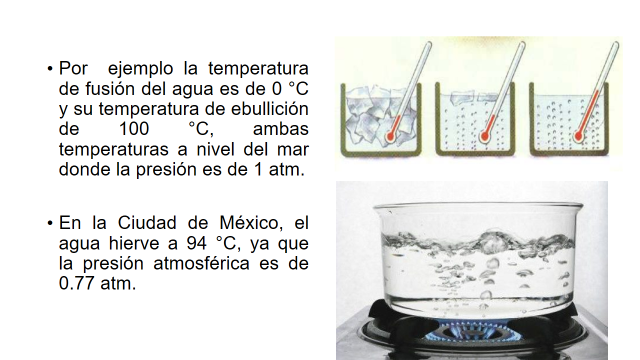 • Por ejemplo la temperatura
de fusión del agua es de 0 °C
y su temperatura de ebullición
de 100 °C, ambas
temperaturas a nivel del mar
donde la presión es de 1 atm.
• En la Ciudad de México, el
agua hierve a 94 °C, ya que
la presión atmosférica es de
0.77 atm.